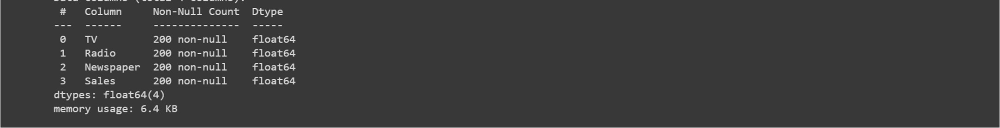 #   Column     Non-Null Count  Dtype
---  ------     --------------  -----
 0   TV         200 non-null    float64
 1   Radio      200 non-null    float64
 2   Newspaper  200 non-null    float64
 3   Sales      200 non-null    float64
dtypes: float64(4)
memory usage: 6.4 KB